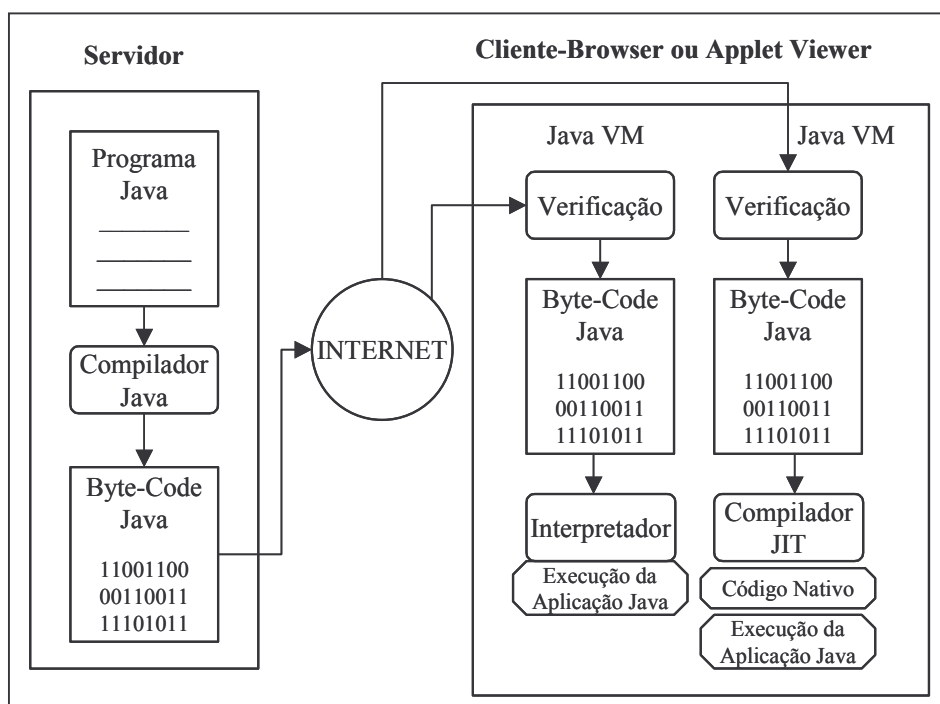 Servidor
Programa
Java
Compilador
Java
Byte-Code
Java
11001100
00110011
11101011
INTERNET
Cliente-Browser ou Applet Viewer
Java VM
Verificação
Byte-Code
Java
11001100
00110011
11101011
Interpretador
Execução da
Aplicação Java
Java VM
Verificação
Byte-Code
Java
11001100
00110011
11101011
Compilador
JIT
Código Nativo
Execução da
Aplicação Java